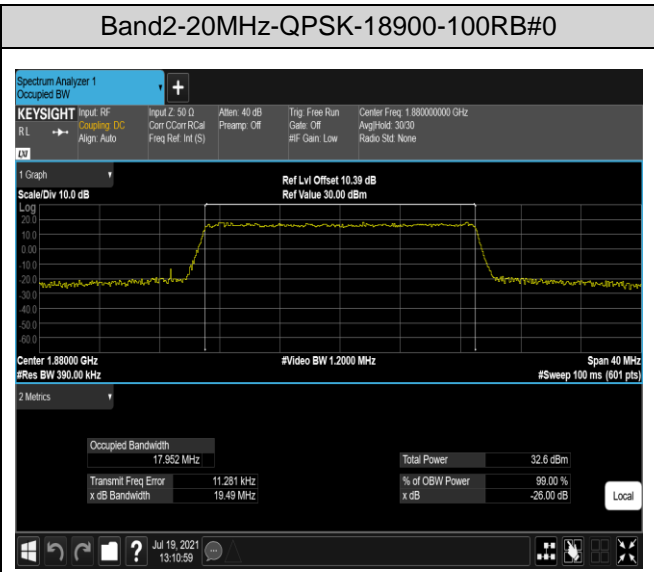 Band2-20MHz-QPSK-18900-100RB#0
Spectrum Analyzer 1
Occupied BW
+
KEYSIGHT Input: RF Input Z: 50 Ω Atten: 40 dB Trig: Free Run Center Freq: 1.880000000 GHz
RL Coupling: DC Corr CCorr RCal Preamp: Off Gate: Off Avg|Hold: 30/30
Align: Auto Freq Ref: Int (S) #IF Gain: Low Radio Std: None
LXI
1 Graph
Ref Lvl Offset 10.39 dB
Scale/Div 10.0 dB Ref Value 30.00 dBm
Log
20.0
10.0
0.00
-10.0
-20.0
-30.0
-40.0
-50.0
-60.0
Center 1.88000 GHz #Video BW 1.2000 MHz Span 40 MHz
#Res BW 390.00 kHz #Sweep 100 ms (601 pts)
2 Metrics
Occupied Bandwidth
17.952 MHz Total Power 32.6 dBm
Transmit Freq Error 11.281 kHz % of OBW Power 99.00 %
x dB Bandwidth 19.49 MHz x dB -26.00 dB
Local
? Jul 19, 2021
13:10:59